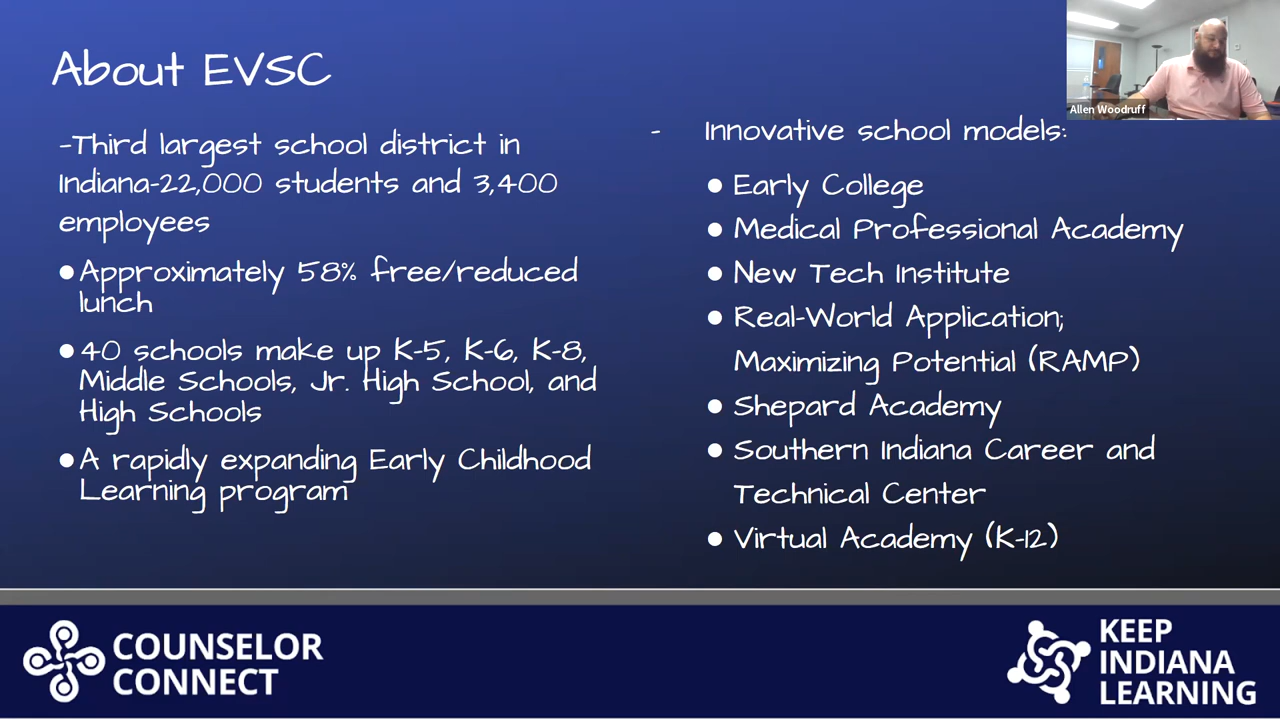 About EVSC
-Third largest school district in
Indiana-22,000 students and 3,400
employees
●Approximately 58% free/reduced
lunch
●40 schools make up K-5, K-6, K-8,
Middle Schools, Jr. High School, and
High Schools
●A rapidly expanding Early Childhood
Learning program
- Innovative school models:
● Early College
● Medical Professional Academy
● New Tech Institute
● Real-World Application;
Maximizing Potential (RAMP)
● Shepard Academy
● Southern Indiana Career and
Technical Center
● Virtual Academy (K-12)
Allen Woodruff
COUNSELOR
CONNECT
KEEP
INDIANA
LEARNING